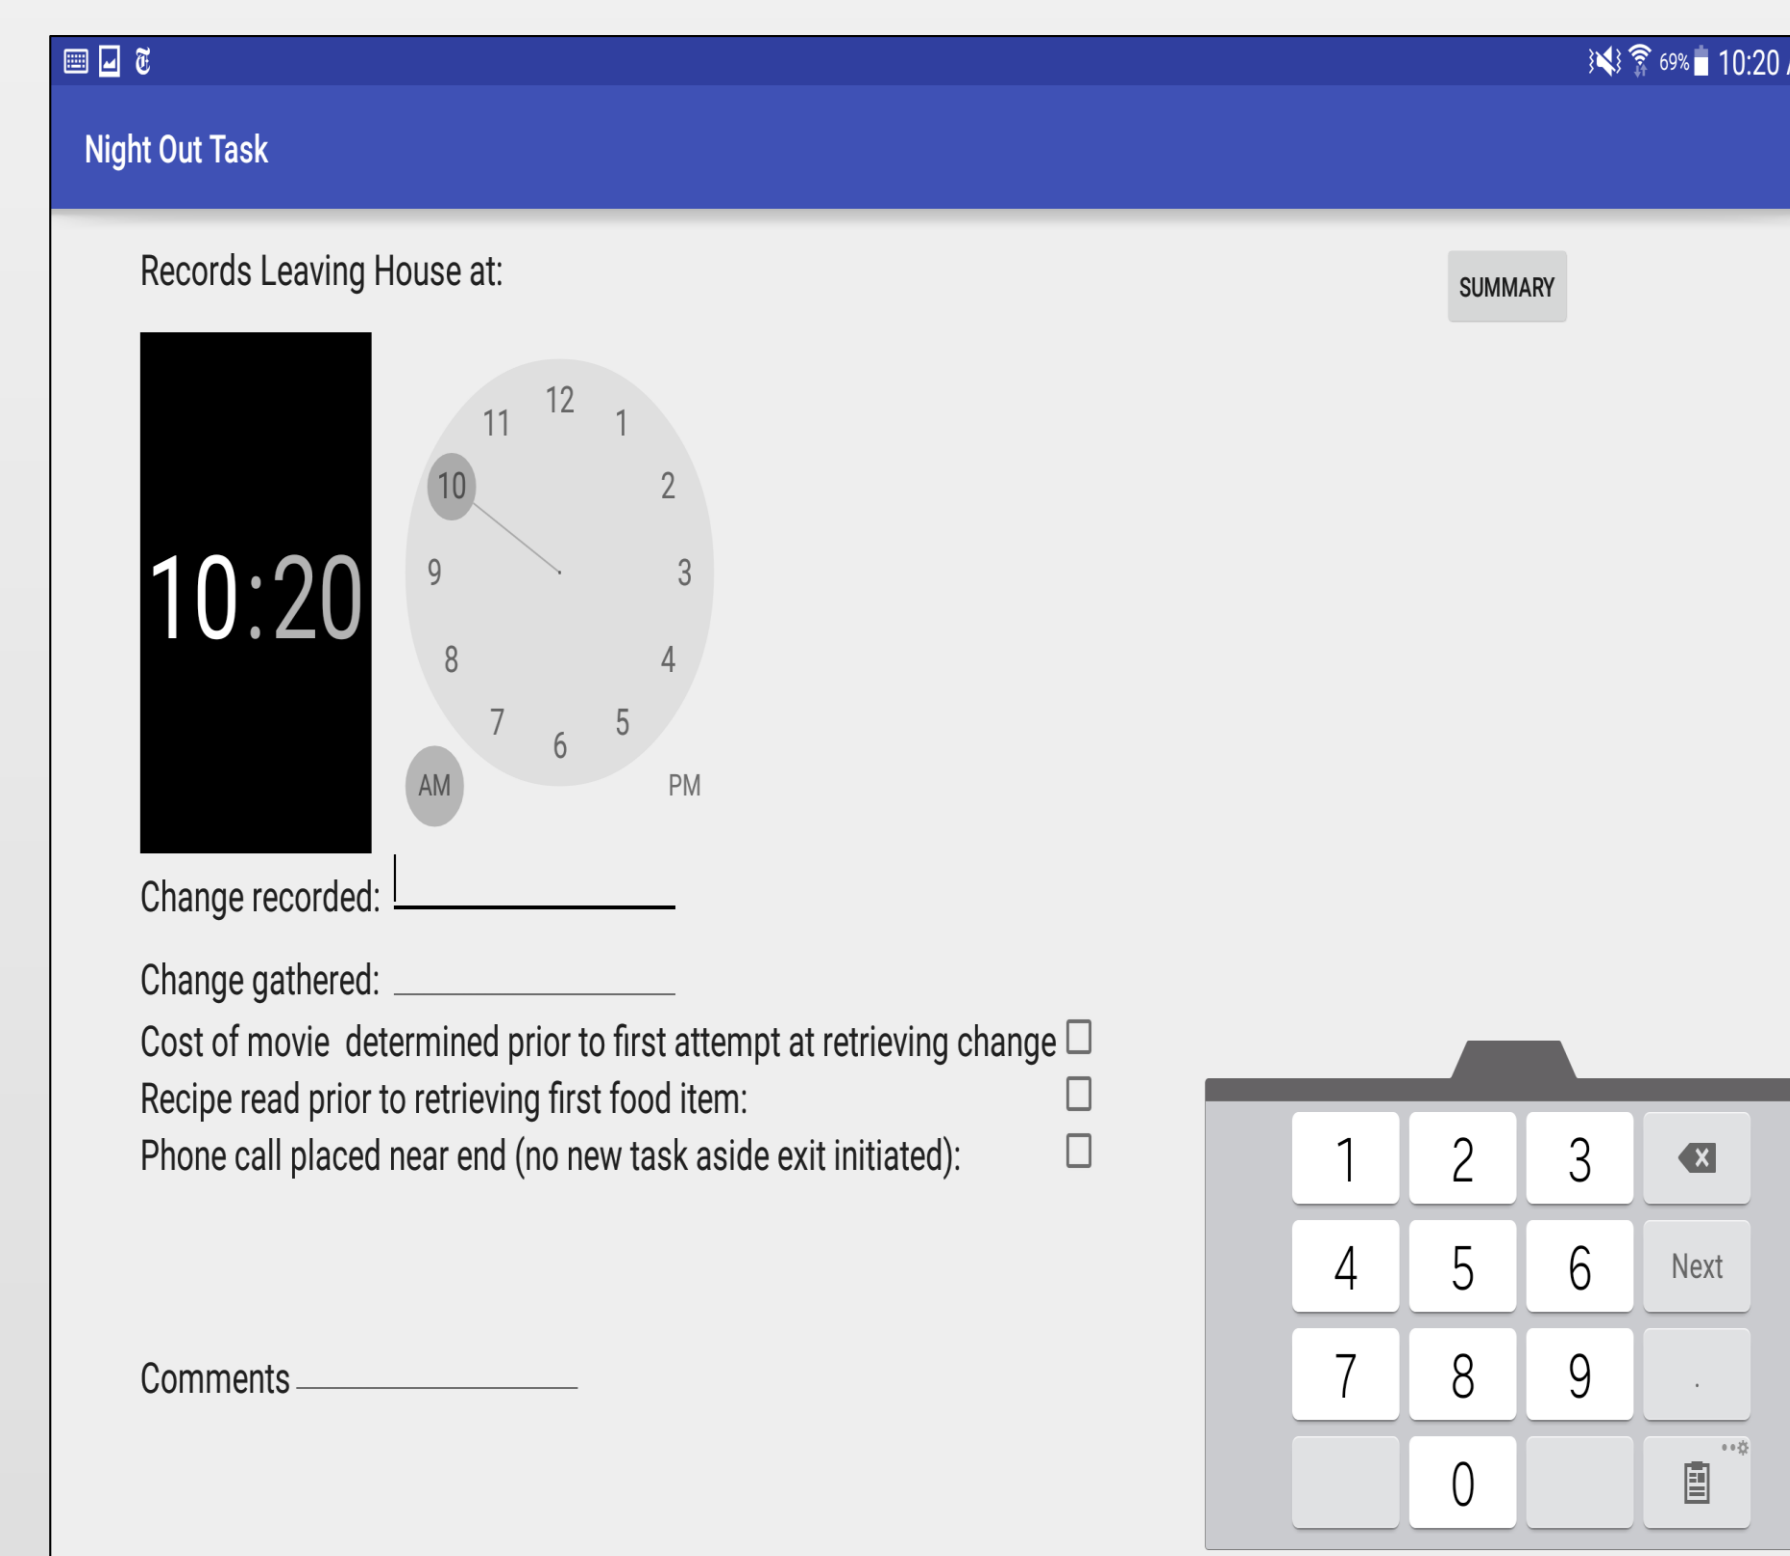 69% 10:20
Night Out Task
Records Leaving House at:
SUMMARY
10:20
12
11 1
10 2
9 3
8 4
7 5
6
AM PM
Change recorded:
Change gathered:
Cost of movie determined prior to first attempt at retrieving change
Recipe read prior to retrieving first food item:
Phone call placed near end (no new task aside exit initiated):
1 2 3
4 5 6 Next
7 8 9 .
0
Comments